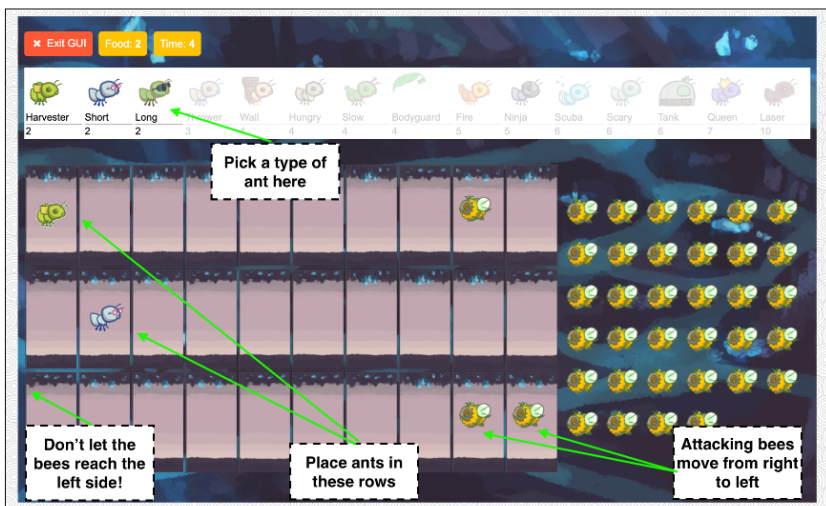 ✖ Exit GUI Food: 2 Time: 4
Harvester Short Long Thrower Wall Hungry Slow Bodyguard Fire Ninja Scuba Scary Tank Queen Laser
2 2 2 3 4 4 4 4 5 5 6 6 6 7 10
Pick a type of
ant here
Don't let the
bees reach the
left side!
Place ants in
these rows
Attacking bees
move from right
to left